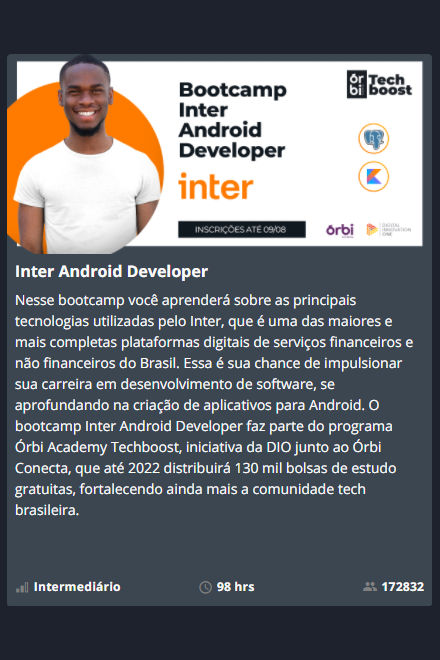 Bootcamp
Inter
Android
Developer
inter
INSCRIÇÕES ATÉ 09/08
ór
bi
Tech
boost
órbi
DIGITAL
INNOVATION
ONE
Inter Android Developer
Nesse bootcamp você aprenderá sobre as principais
tecnologias utilizadas pelo Inter, que é uma das maiores e
mais completas plataformas digitais de serviços financeiros e
não financeiros do Brasil. Essa é sua chance de impulsionar
sua carreira em desenvolvimento de software, se
aprofundando na criação de aplicativos para Android. O
bootcamp Inter Android Developer faz parte do programa
Órbi Academy Techboost, iniciativa da DIO junto ao Órbi
Conecta, que até 2022 distribuirá 130 mil bolsas de estudo
gratuitas, fortalecendo ainda mais a comunidade tech
brasileira.
Intermediário
98 hrs
172832